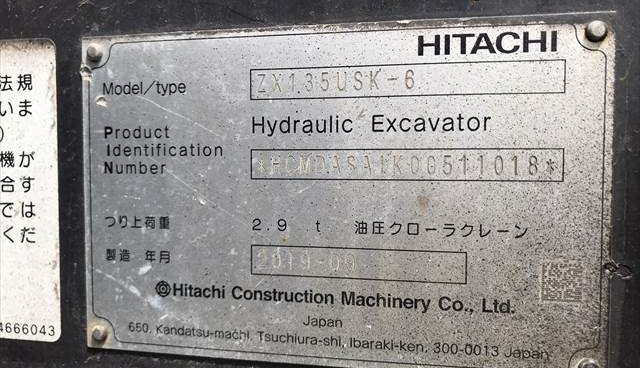 HITACHI
Model/type ZX135USK-6
Product Identification Number
Hydraulic Excavator
*HCMDASA1K00511018*
つり上荷重 2.9 t 油圧クローラクレーン
製造 年月
Hitachi Construction Machinery Co., Ltd.
Japan
650, Kandatsu-machi, Tsuchiura-shi, Ibaraki-ken, 300-0013 Japan
法規
いま
)
機が
合す
では
くだ
4666043